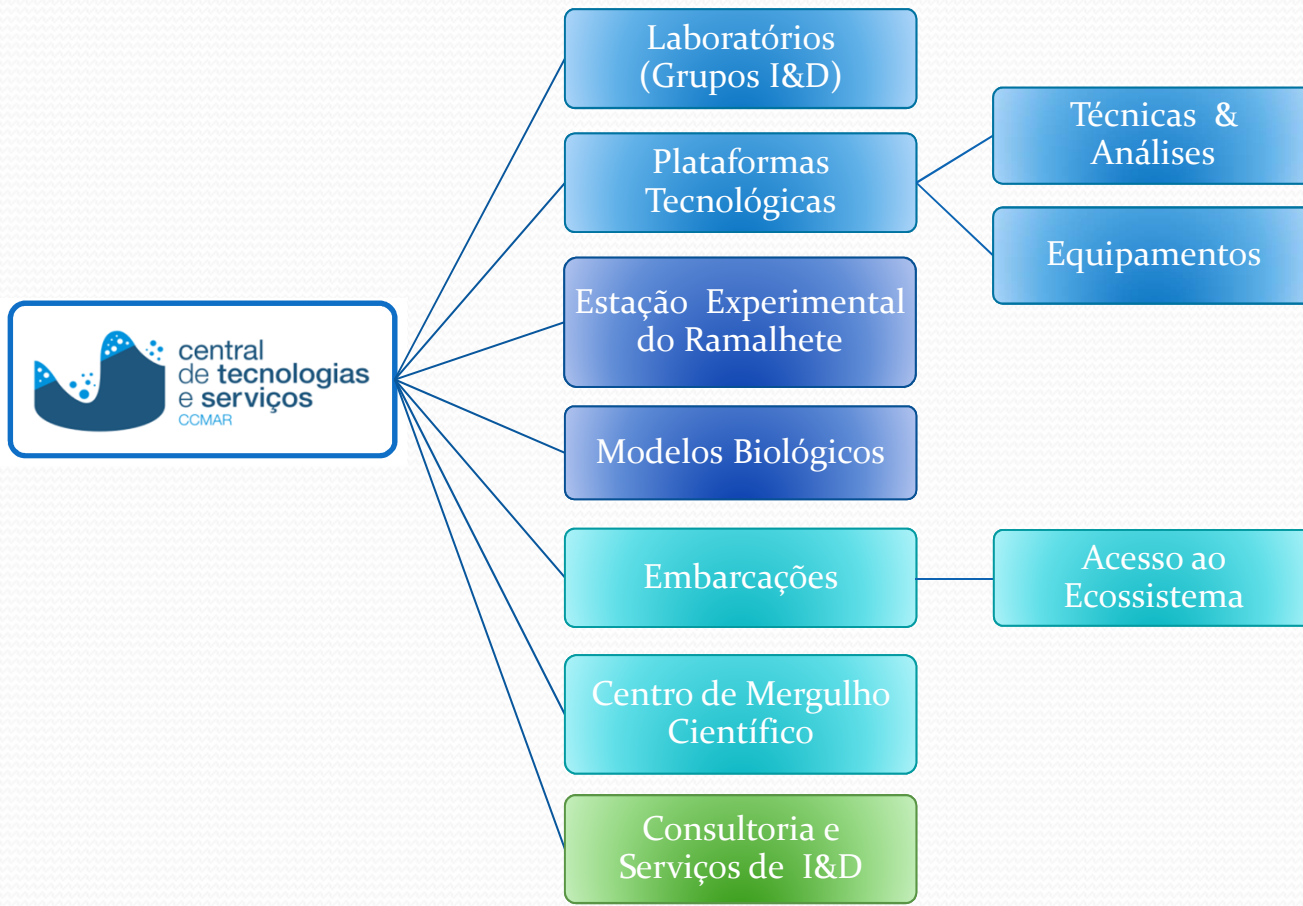 central
de tecnologias
e serviços
CCMAR
Laboratórios
(Grupos I&D)
Plataformas
Tecnológicas
Técnicas &
Análises
Equipamentos
Estação Experimental
do Ramalhete
Modelos Biológicos
Embarcações
Acesso ao
Ecossistema
Centro de Mergulho
Científico
Consultoria e
Serviços de I&D